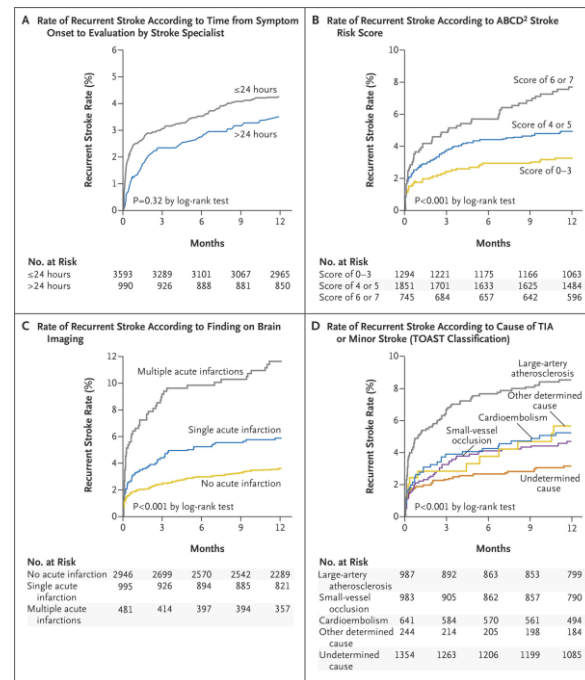 A Rate of Recurrent Stroke According to Time from Symptom
Onset to Evaluation by Stroke Specialist
Recurrent Stroke Rate (%)
6
5
4
3
2
1
0
≤24 hours
>24 hours
P=0.32 by log-rank test
0 3 6 9 12
Months
No. at Risk
≤24 hours 3593 3289 3101 3067 2965
>24 hours 990 926 888 881 850
B Rate of Recurrent Stroke According to ABCD² Stroke
Risk Score
Recurrent Stroke Rate (%)
10
8
6
4
2
0
Score of 6 or 7
Score of 4 or 5
Score of 0–3
P<0.001 by log-rank test
0 3 6 9 12
Months
No. at Risk
Score of 0–3 1294 1221 1175 1166 1063
Score of 4 or 5 1851 1701 1633 1625 1484
Score of 6 or 7 745 684 657 642 596
C Rate of Recurrent Stroke According to Finding on Brain
Imaging
Recurrent Stroke Rate (%)
12
10
8
6
4
2
0
Multiple acute infarctions
Single acute infarction
No acute infarction
P<0.001 by log-rank test
0 3 6 9 12
Months
No. at Risk
No acute infarction 2946 2699 2570 2542 2289
Single acute 995 926 894 885 821
infarction
Multiple acute 481 414 397 394 357
infarctions
D Rate of Recurrent Stroke According to Cause of TIA
or Minor Stroke (TOAST Classification)
Recurrent Stroke Rate (%)
10
8
6
4
2
0
Large-artery
atherosclerosis
Other determined
cause
Cardioembolism
Small-vessel
occlusion
Undetermined
cause
P<0.001 by log-rank test
0 3 6 9 12
Months
No. at Risk
Large-artery 987 892 863 853 799
atherosclerosis
Small-vessel 983 905 862 857 790
occlusion
Cardioembolism 641 584 570 561 494
Other determined 244 214 205 198 184
cause
Undetermined 1354 1263 1206 1199 1085
cause